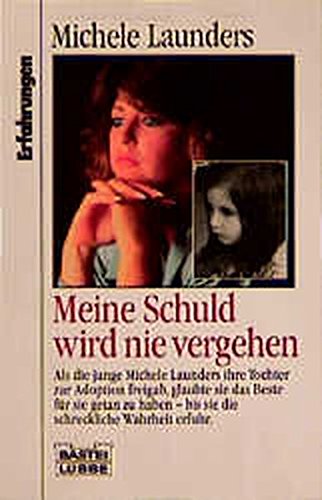 Michele Launders
Erfahrungen
Meine Schuld
wird nie vergehen
Als die junge Michele Launders ihre Tochter
zur Adoption freigab, glaubte sie das Beste
für sie getan zu haben – bis sie die
schreckliche Wahrheit erfuhr.
BASTEI
LÜBBE